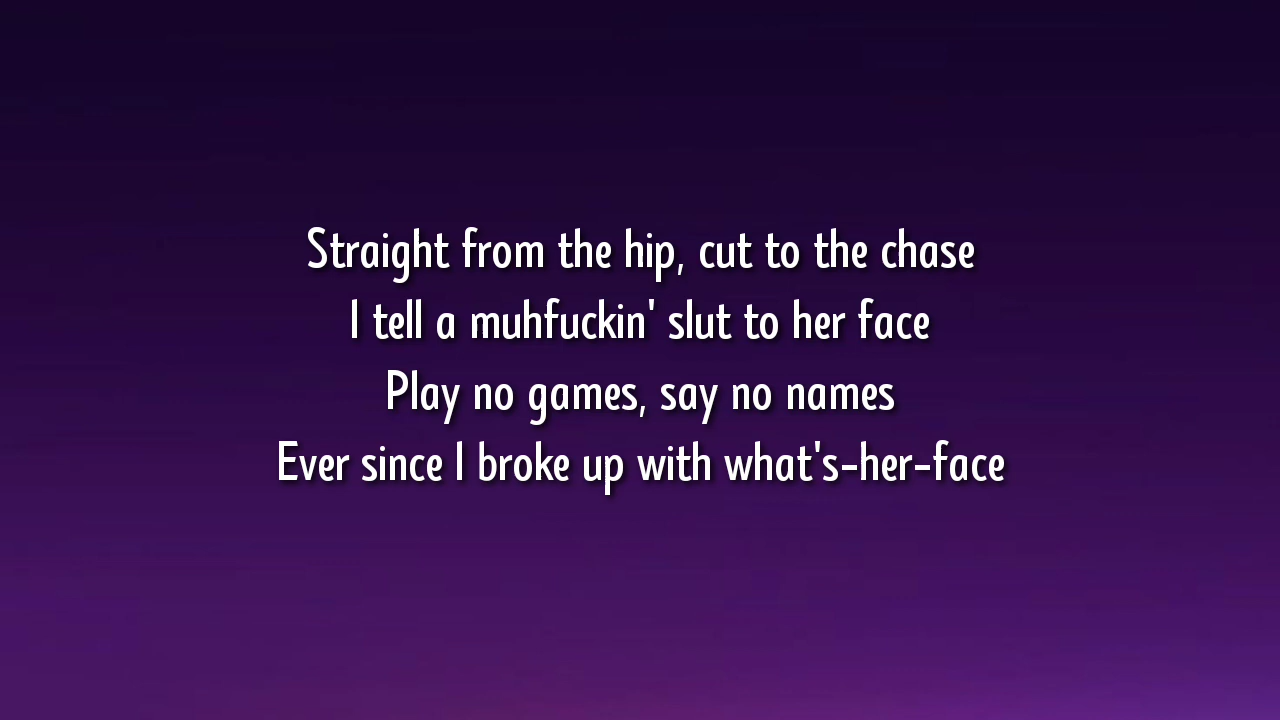 Straight from the hip, cut to the chase
I tell a muhfuckin' slut to her face
Play no games, say no names
Ever since I broke up with what's-her-face